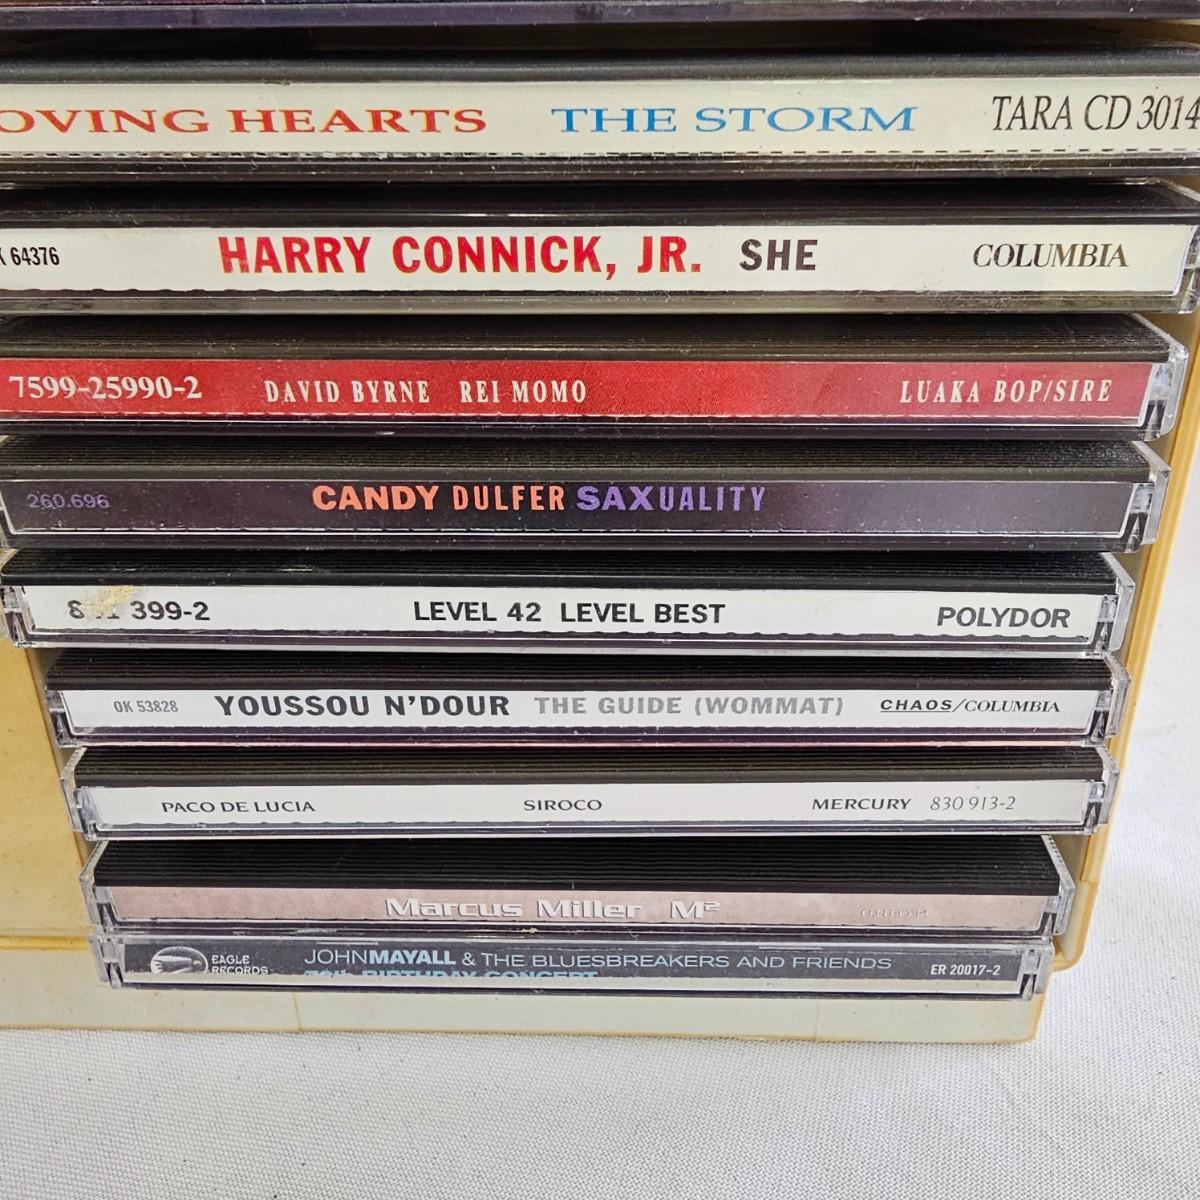 OVING HEARTS THE STORM TARA CD 3014
K 64376 HARRY CONNICK, JR. SHE COLUMBIA
7599-25990-2 DAVID BYRNE REI MOMO LUAKA BOP/SIRE
260.696 CANDY DULFER SAXUALITY
399-2 LEVEL 42 LEVEL BEST POLYDOR
OK 53828 YOUSSOU N'DOUR THE GUIDE (WOMMAT) CHAOS/COLUMBIA
PACO DE LUCIA SIROCO MERCURY 830 913-2
Marcus Miller M²
EAGLE RECORDS JOHNMAYALL & THE BLUESBREAKERS AND FRIENDS ER 20017-2
70th BIRTHDAY CONCERT